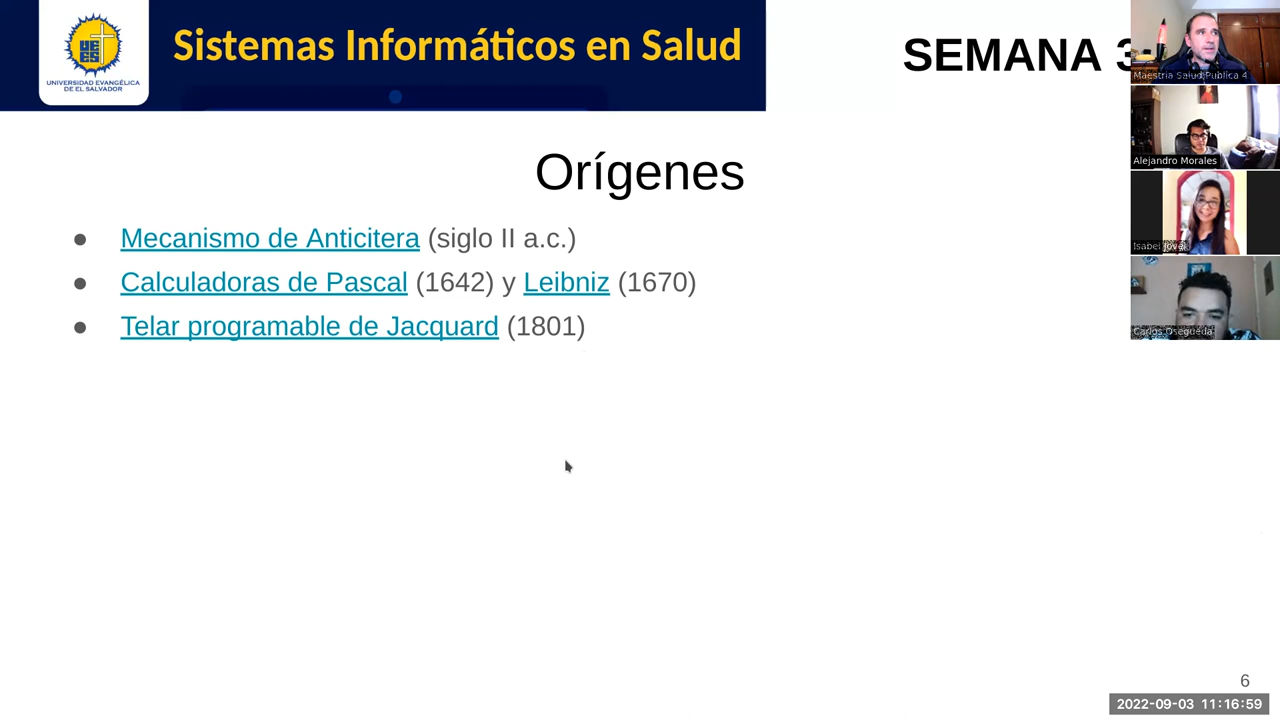 UNIVERSIDAD EVANGÉLICA
DE EL SALVADOR
Sistemas Informáticos en Salud
SEMANA 3
Maestria Salud Publica 4
Alejandro Morales
Isabel Jovel
Carlos Osegueda
Orígenes
● Mecanismo de Anticitera (siglo II a.c.)
● Calculadoras de Pascal (1642) y Leibniz (1670)
● Telar programable de Jacquard (1801)
6
2022-09-03 11:16:59